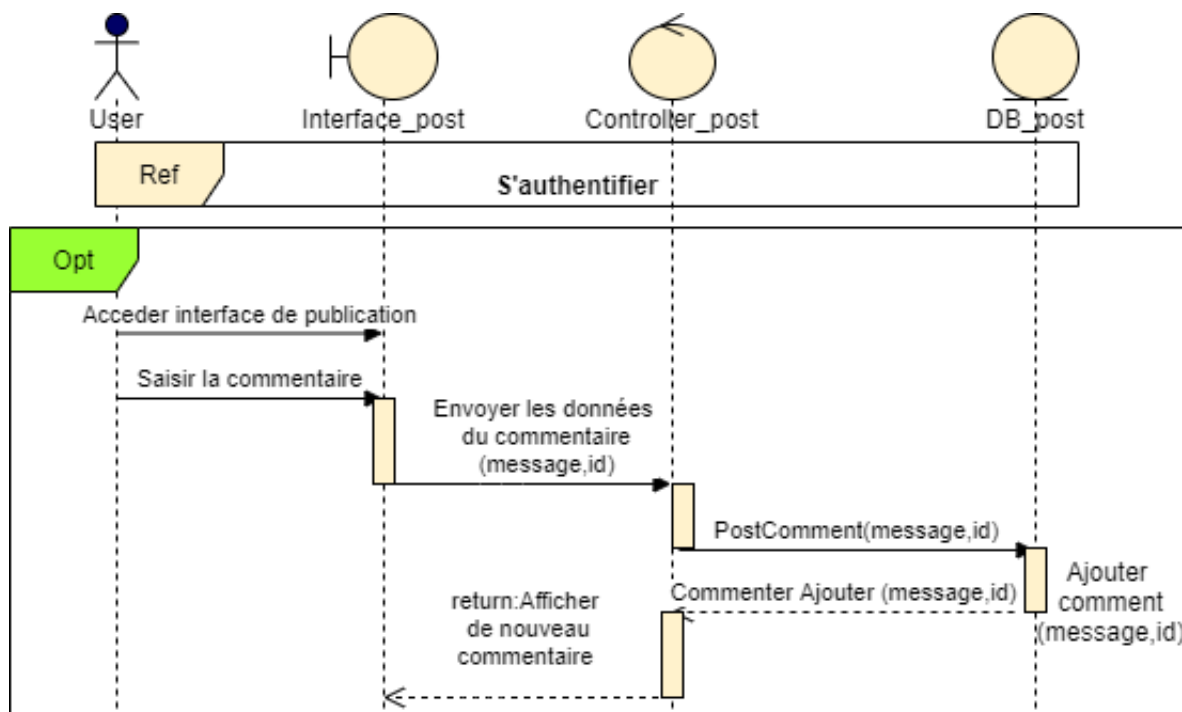 User
Interface_post
Controller_post
DB_post
Ref
S'authentifier
Opt
Acceder interface de publication
Saisir la commentaire
Envoyer les données
du commentaire
(message,id)
PostComment(message,id)
Ajouter
comment
(message,id)
Commenter Ajouter (message,id)
return:Afficher
de nouveau
commentaire